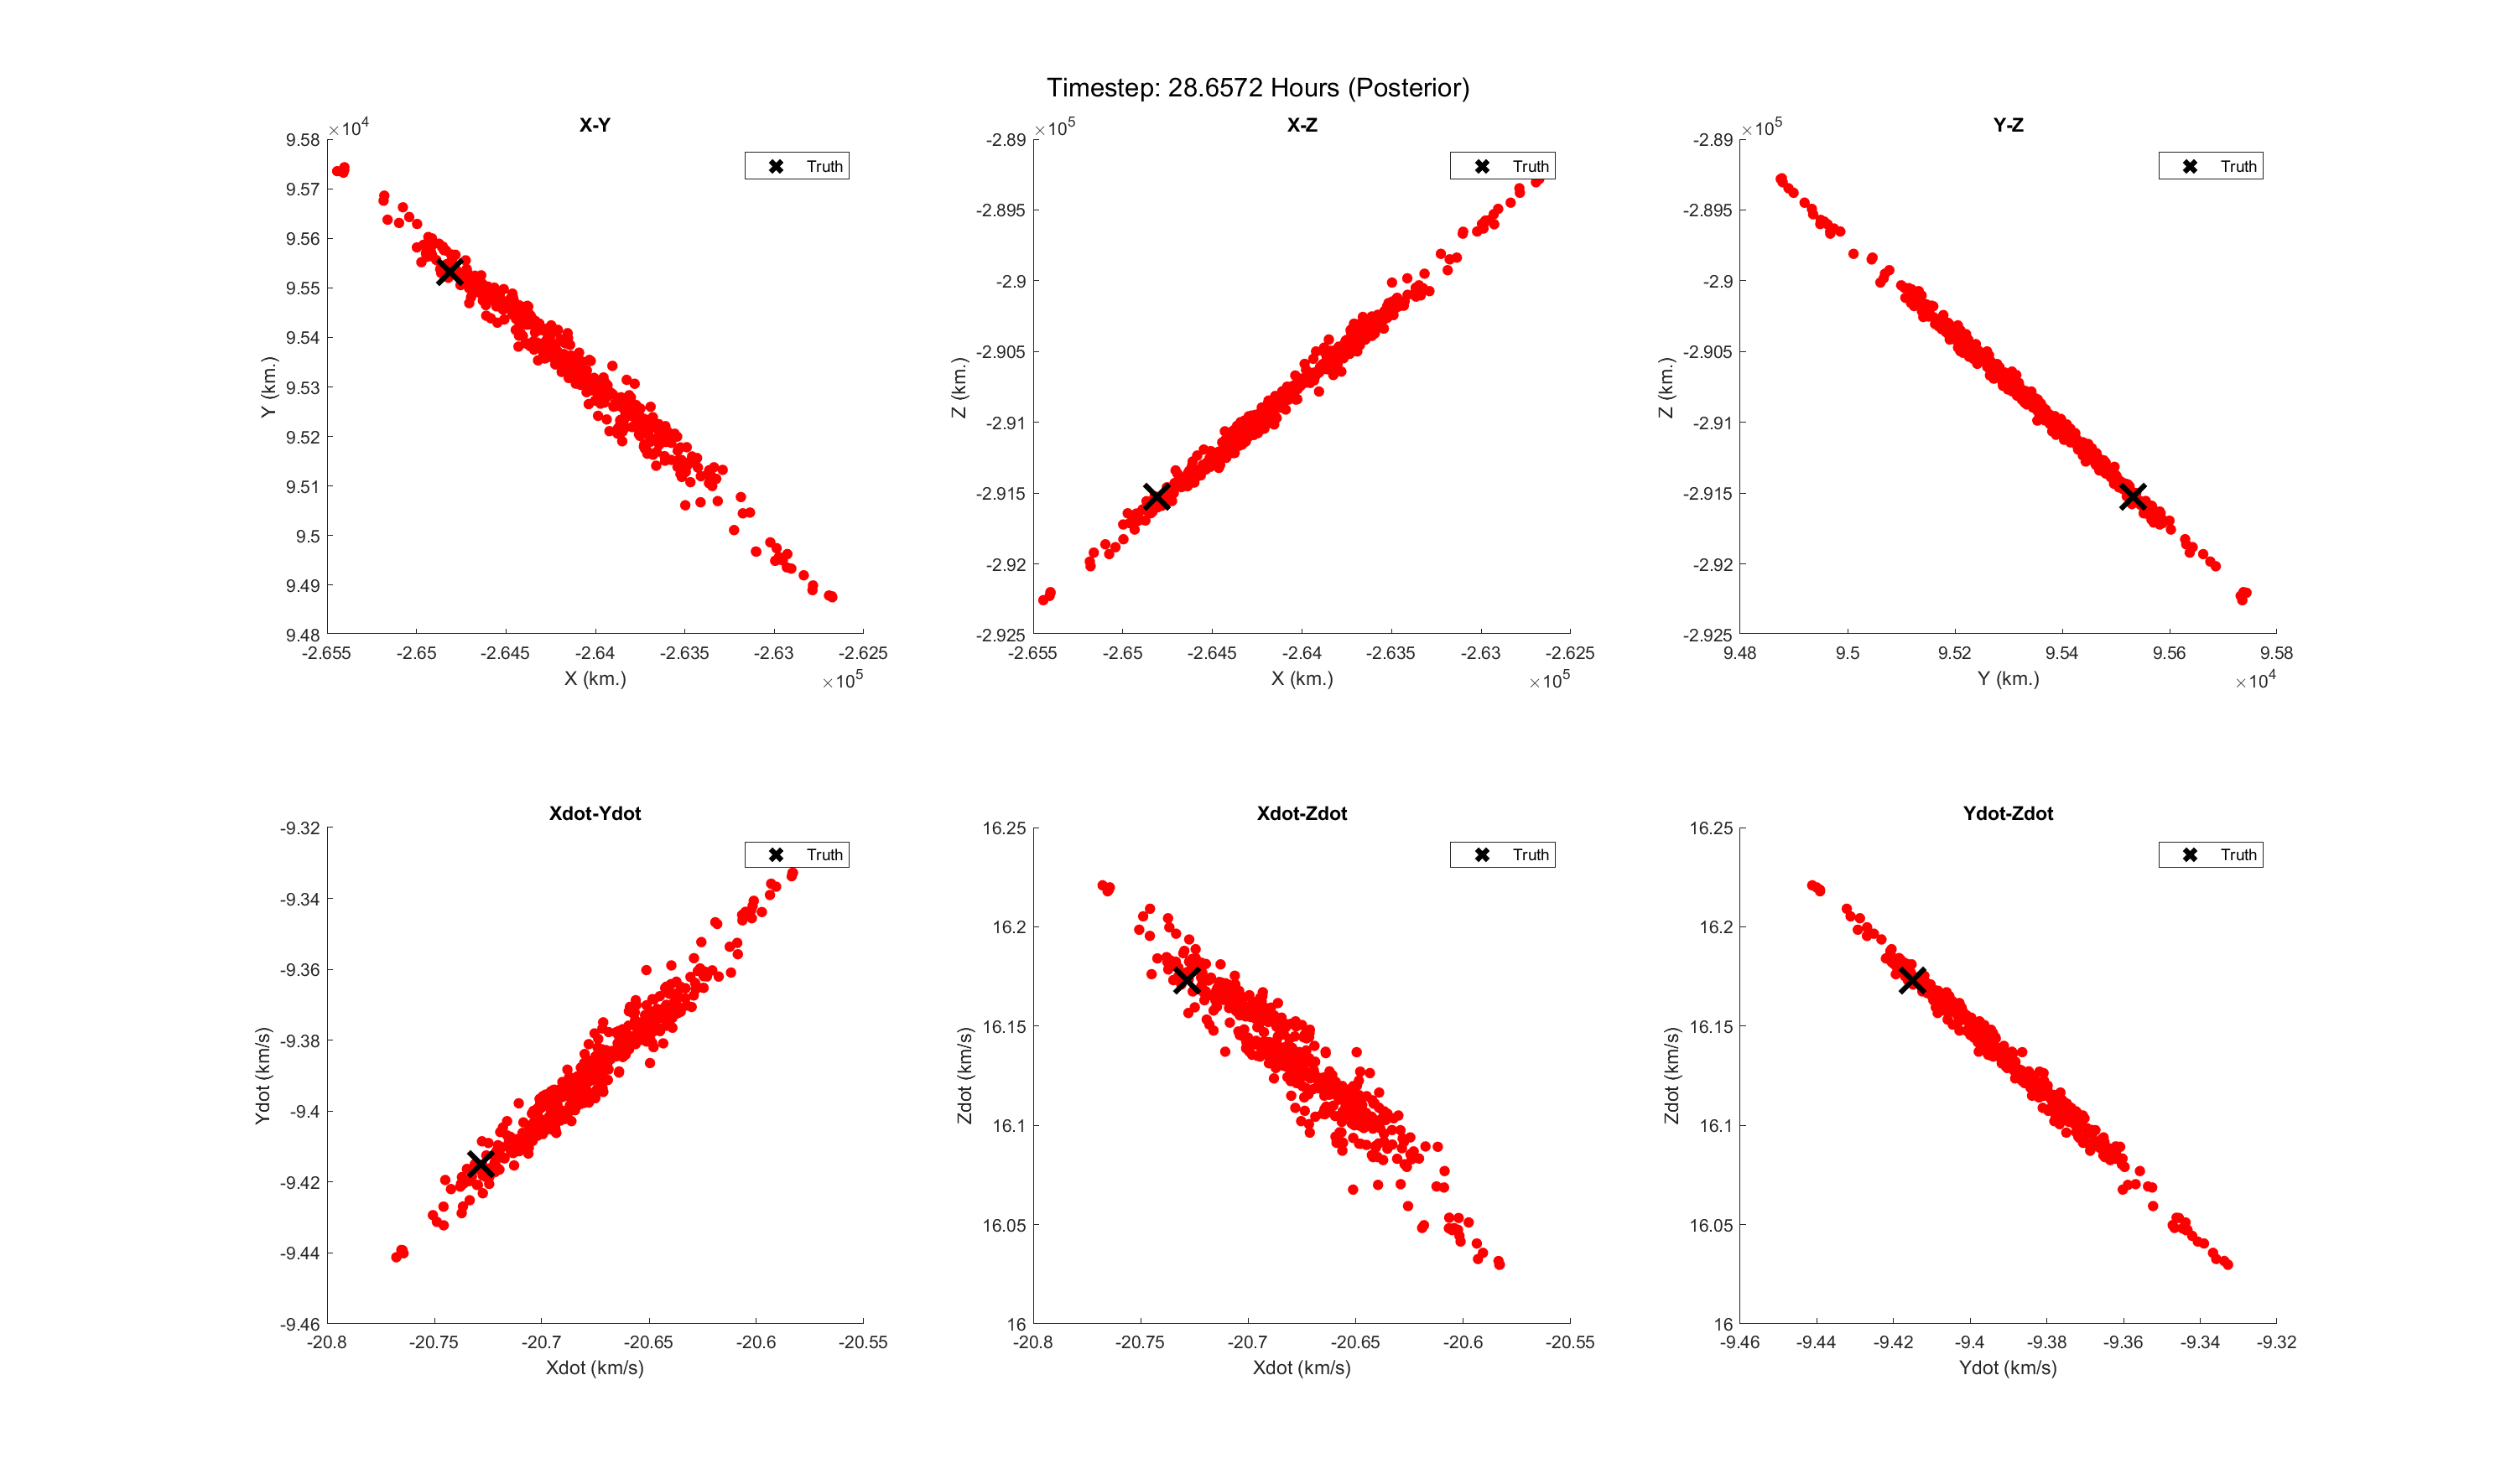 Timestep: 28.6572 Hours (Posterior)
X-Y
×10^4
9.58
9.57
9.56
9.55
9.54
9.53
9.52
9.51
9.5
9.49
9.48
Y (km.)
Truth
-2.655 -2.65 -2.645 -2.64 -2.635 -2.63 -2.625
X (km.)
×10^5
X-Z
×10^5
-2.89
-2.895
-2.9
-2.905
-2.91
-2.915
-2.92
-2.925
Z (km.)
Truth
-2.655 -2.65 -2.645 -2.64 -2.635 -2.63 -2.625
X (km.)
×10^5
Y-Z
×10^5
-2.89
-2.895
-2.9
-2.905
-2.91
-2.915
-2.92
-2.925
Z (km.)
Truth
9.48 9.5 9.52 9.54 9.56 9.58
Y (km.)
×10^4
Xdot-Ydot
-9.32
-9.34
-9.36
-9.38
-9.4
-9.42
-9.44
-9.46
Ydot (km/s)
Truth
-20.8 -20.75 -20.7 -20.65 -20.6 -20.55
Xdot (km/s)
Xdot-Zdot
16.25
16.2
16.15
16.1
16.05
16
Zdot (km/s)
Truth
-20.8 -20.75 -20.7 -20.65 -20.6 -20.55
Xdot (km/s)
Ydot-Zdot
16.25
16.2
16.15
16.1
16.05
16
Zdot (km/s)
Truth
-9.46 -9.44 -9.42 -9.4 -9.38 -9.36 -9.34 -9.32
Ydot (km/s)